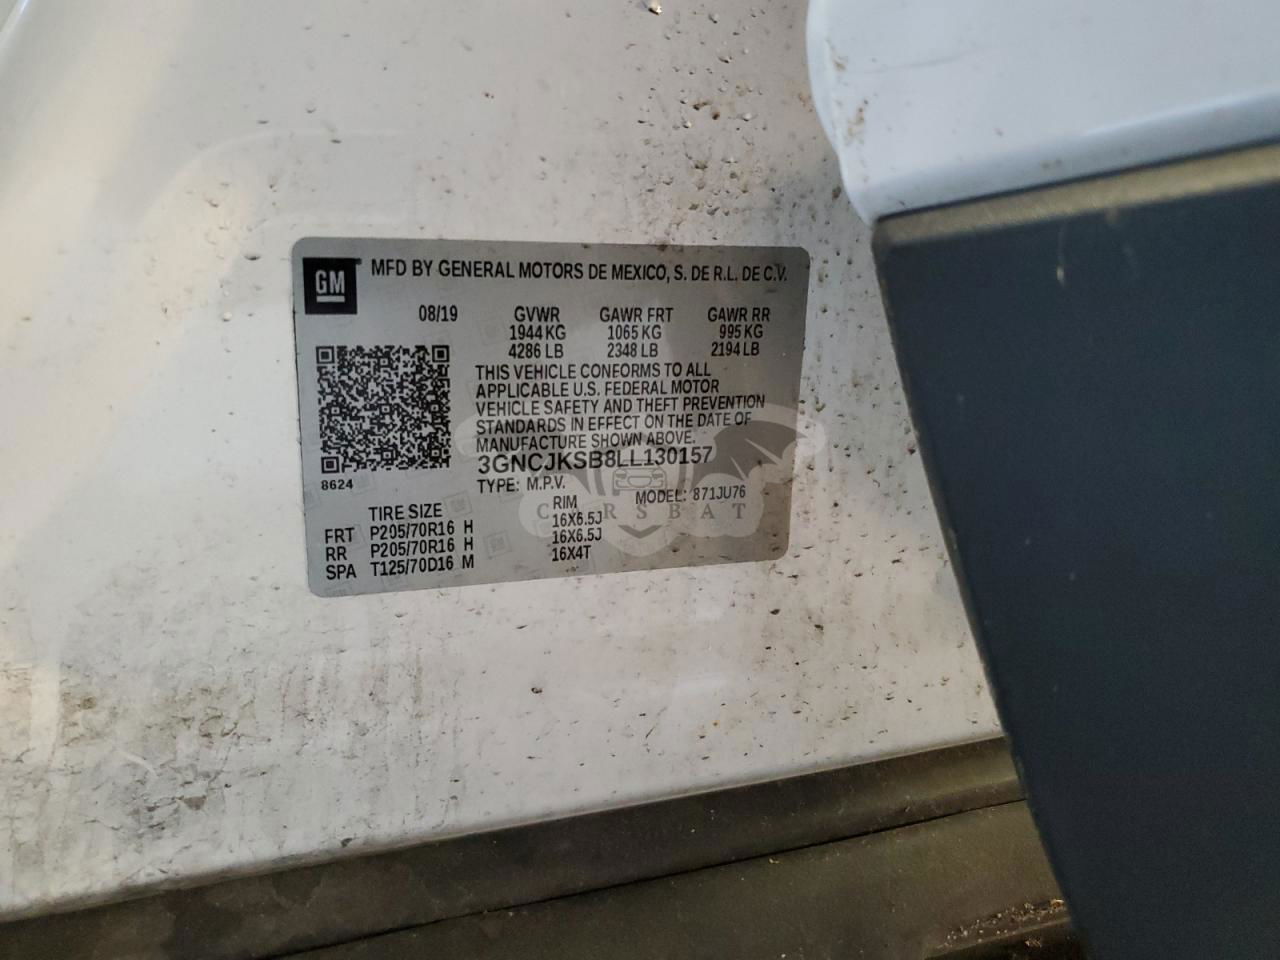 GM MFD BY GENERAL MOTORS DE MEXICO, S. DE R.L. DE C.V.
08/19 GVWR GAWR FRT GAWR RR
1944 KG 1065 KG 995 KG
4286 LB 2348 LB 2194 LB
THIS VEHICLE CONFORMS TO ALL
APPLICABLE U.S. FEDERAL MOTOR
VEHICLE SAFETY AND THEFT PREVENTION
STANDARDS IN EFFECT ON THE DATE OF
MANUFACTURE SHOWN ABOVE.
3GNCJKSB8LL130157
8624 TYPE: M.P.V. MODEL: 871JU76
TIRE SIZE RIM
FRT P205/70R16 H 16X6.5J
RR P205/70R16 H 16X6.5J
SPA T125/70D16 M 16X4T
CARSBAT